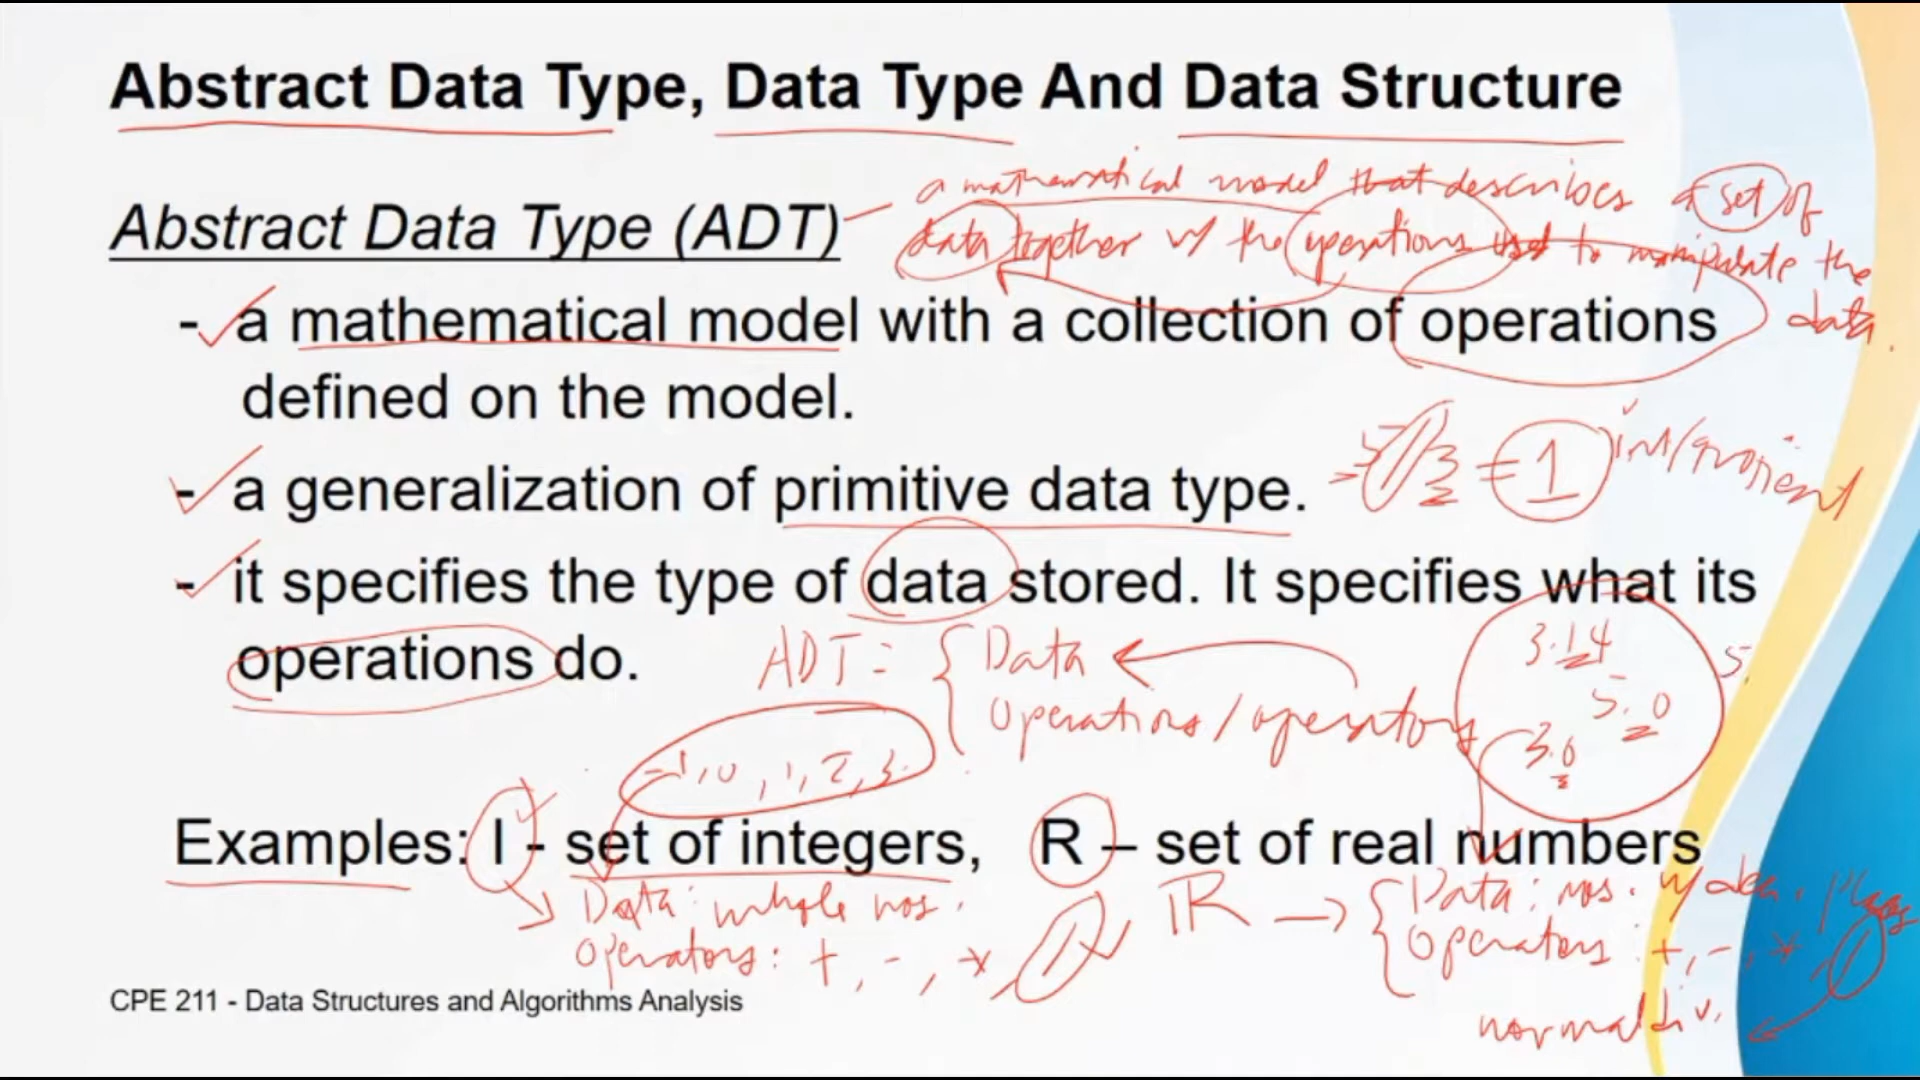 Abstract Data Type, Data Type And Data Structure
a mathematical model that describes a set of
Abstract Data Type (ADT)
data together w/ the operations used to manipulate the
data.
- a mathematical model with a collection of operations
defined on the model.
- a generalization of primitive data type.
= 1 int/quotient
- it specifies the type of data stored. It specifies what its
operations do.
ADT = { Data
Operations / operators
3.14
5.
5.0
3.0
-1, 0, 1, 2, 3.
Examples: I - set of integers, R – set of real numbers
Data: whole nos.
Operators: +, -, *, /
R → { Data: nos. w/
Operators: +, -, *, /
normal div.
CPE 211 - Data Structures and Algorithms Analysis